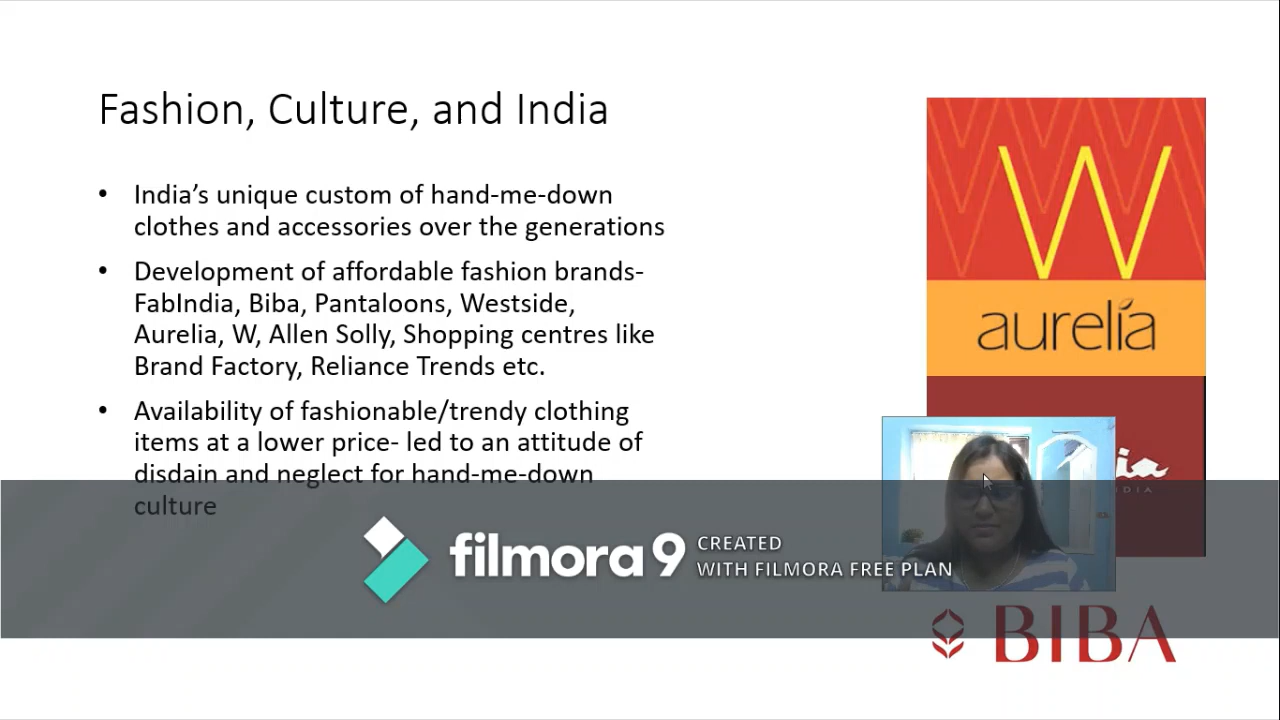 Fashion, Culture, and India
• India’s unique custom of hand-me-down
clothes and accessories over the generations
• Development of affordable fashion brands-
FabIndia, Biba, Pantaloons, Westside,
Aurelia, W, Allen Solly, Shopping centres like
Brand Factory, Reliance Trends etc.
• Availability of fashionable/trendy clothing
items at a lower price- led to an attitude of
disdain and neglect for hand-me-down
culture
W
aurelia
filmora9 CREATED
WITH FILMORA FREE PLAN
BIBA